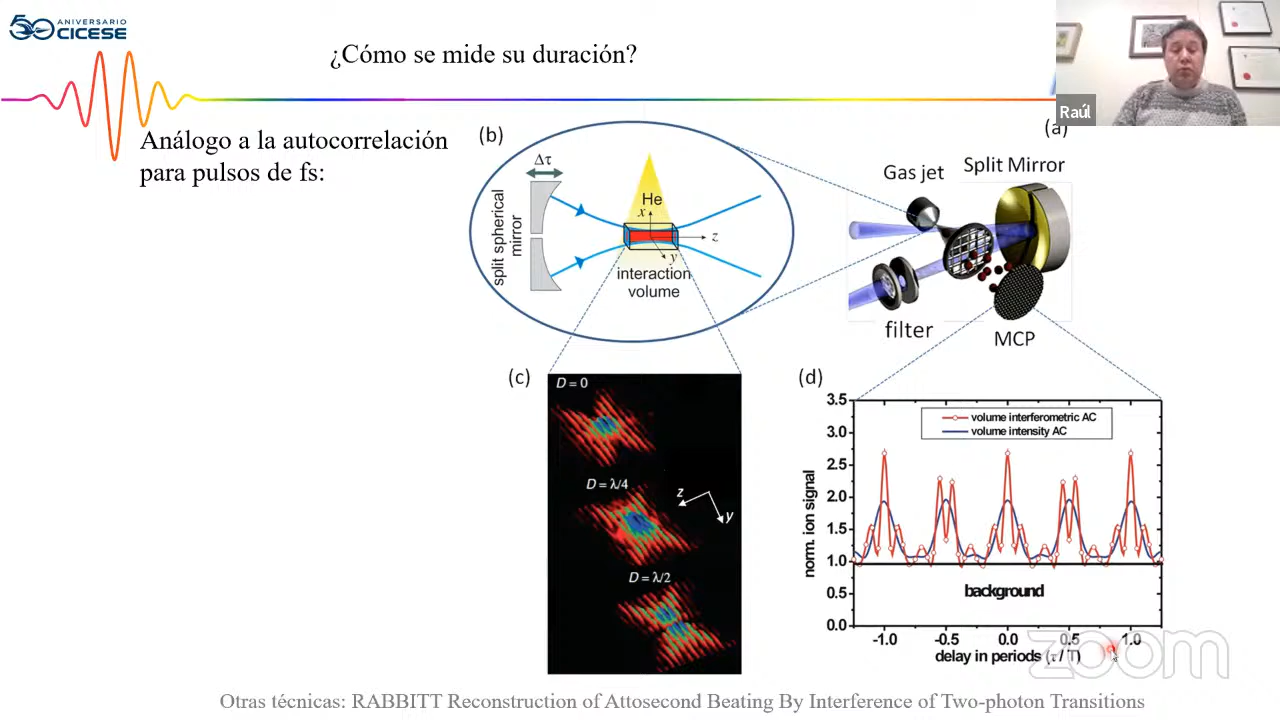 50 ANIVERSARIO
CICESE
¿Cómo se mide su duración?
Raúl
Análogo a la autocorrelación
para pulsos de fs:
(b)
Δτ
split spherical
mirror
He
x
z
y
interaction
volume
(a)
Gas jet
Split Mirror
filter
MCP
(c)
D = 0
D = λ/4
z
y
D = λ/2
(d)
volume interferometric AC
volume intensity AC
norm. ion signal
3.5
3.0
2.5
2.0
1.5
1.0
0.5
0.0
background
-1.0 -0.5 0.0 0.5 1.0
delay in periods (τ / T)
zoom
Otras técnicas: RABBITT Reconstruction of Attosecond Beating By Interference of Two-photon Transitions